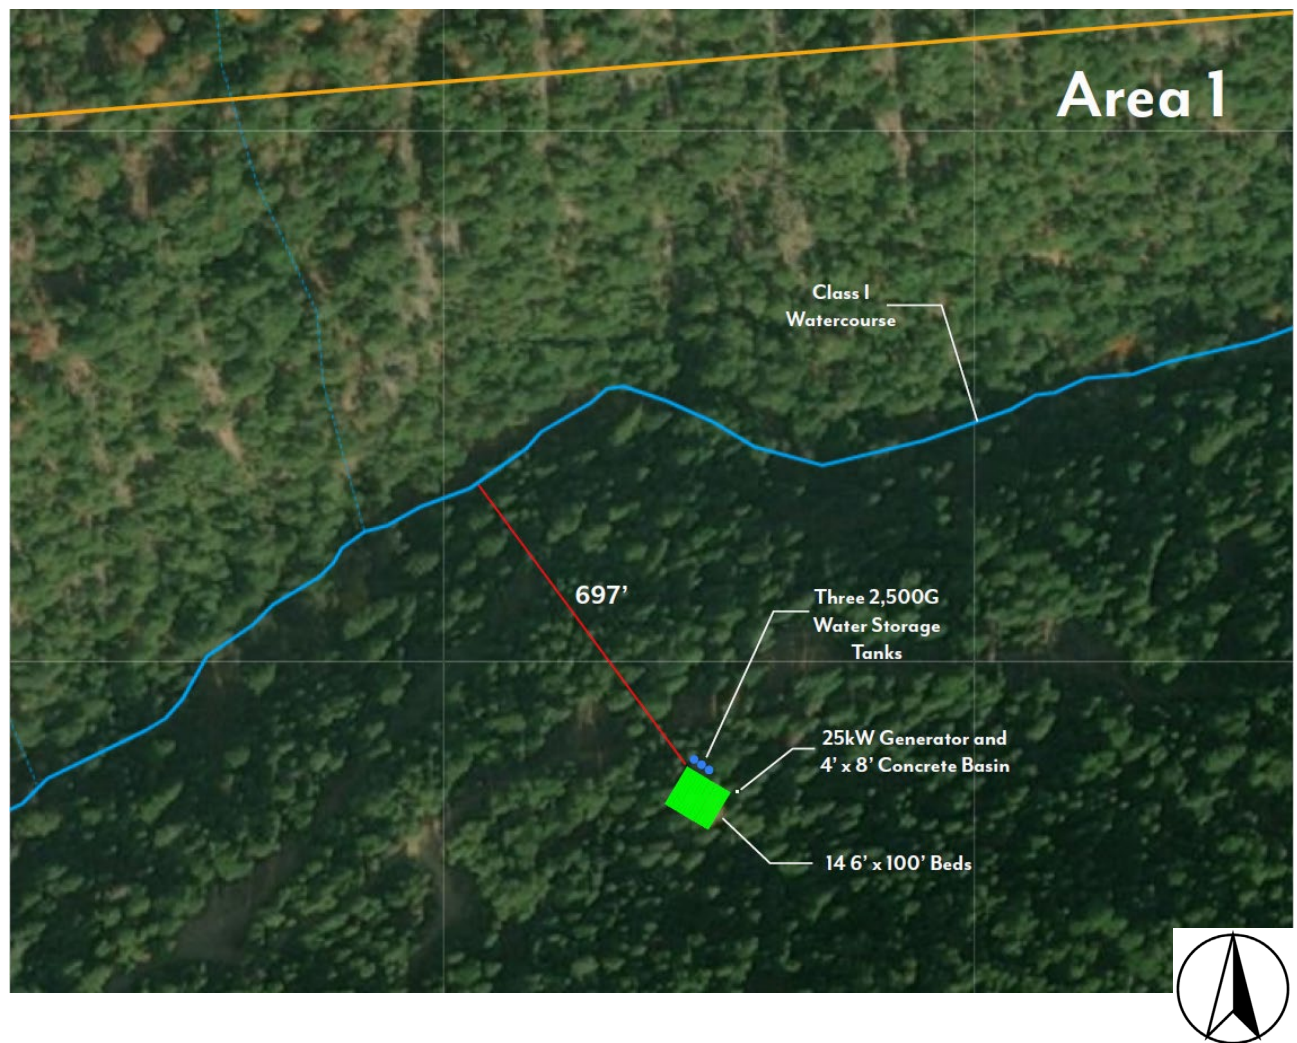 Area 1
Class I
Watercourse
697’
Three 2,500G
Water Storage
Tanks
25kW Generator and
4’ x 8’ Concrete Basin
14 6’ x 100’ Beds